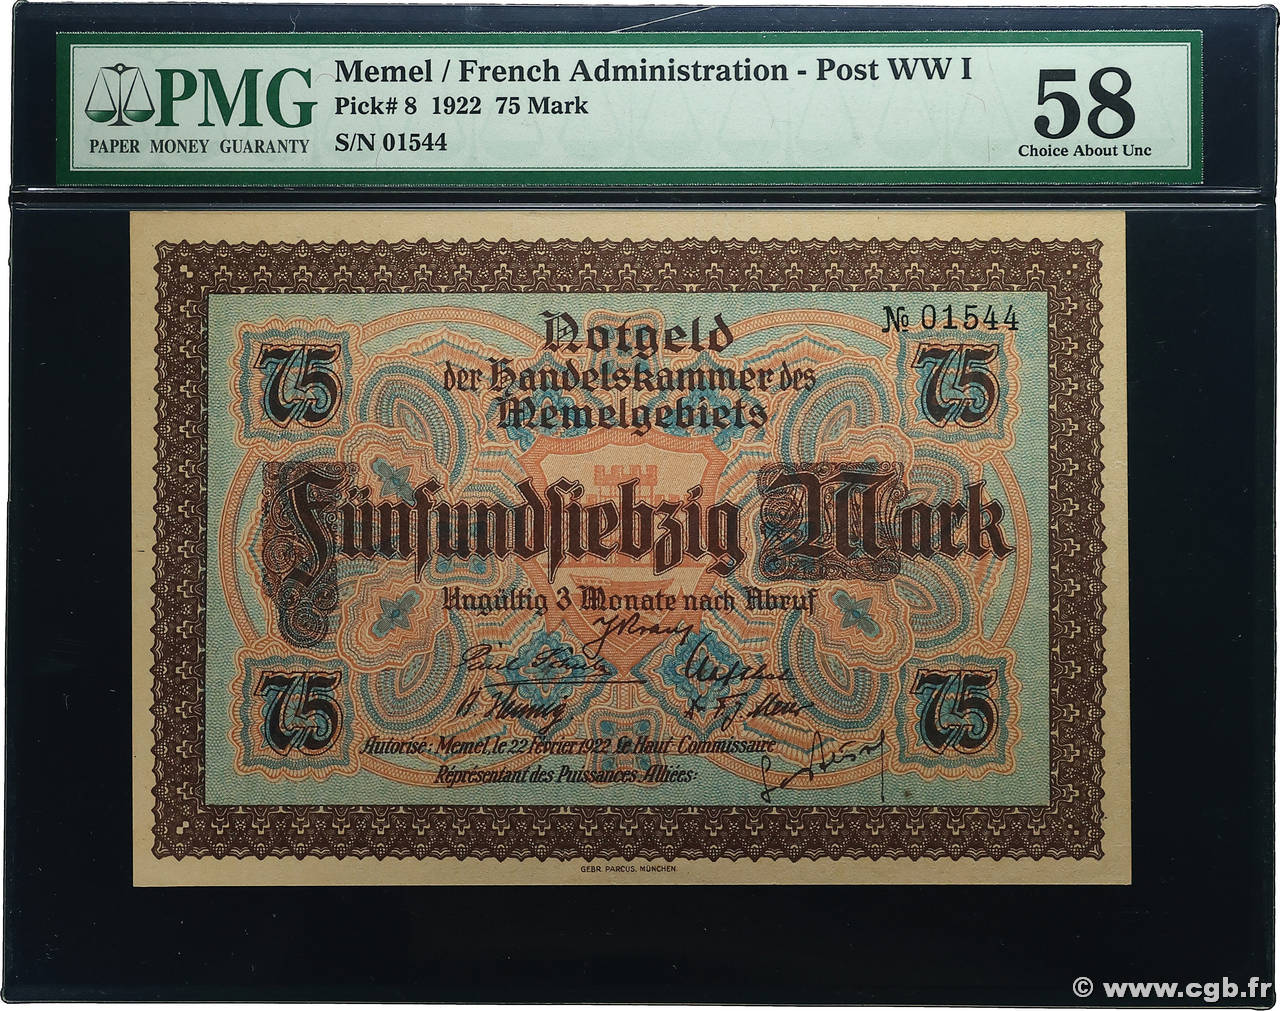 PMG
PAPER MONEY GUARANTY
Memel / French Administration - Post WW I
Pick# 8 1922 75 Mark
S/N 01544
58
Choice About Unc
№ 01544
75
75
Notgeld
der Handelskammer des
Memelgebiets
Fünfundsiebzig Mark
Ungültig 3 Monate nach Abruf
75
75
Autorisé: Memel, le 22 février 1922 Le Haut Commissaire
Réprésentant des Puissances Alliées:
GEBR. PARCUS, MÜNCHEN.
© www.cgb.fr